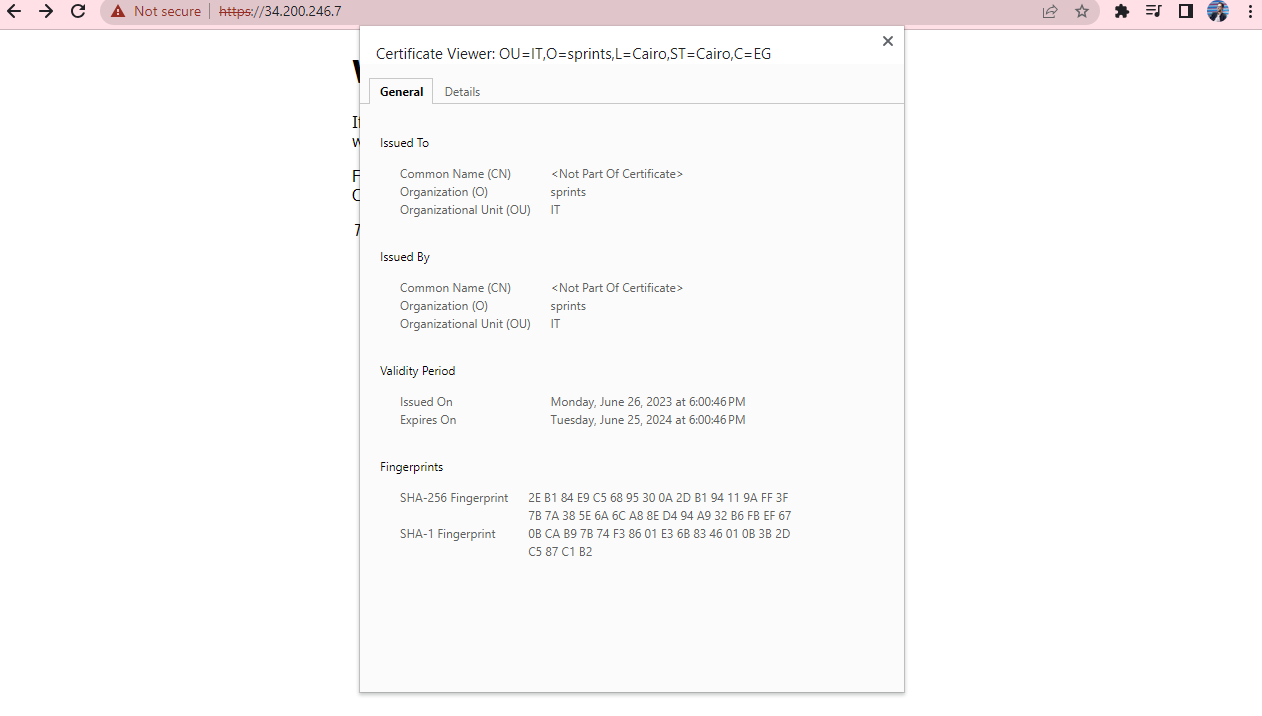 Not secure https://34.200.246.7
Certificate Viewer: OU=IT,O=sprints,L=Cairo,ST=Cairo,C=EG
General Details
Issued To
Common Name (CN) <Not Part Of Certificate>
Organization (O) sprints
Organizational Unit (OU) IT
Issued By
Common Name (CN) <Not Part Of Certificate>
Organization (O) sprints
Organizational Unit (OU) IT
Validity Period
Issued On Monday, June 26, 2023 at 6:00:46 PM
Expires On Tuesday, June 25, 2024 at 6:00:46 PM
Fingerprints
SHA-256 Fingerprint 2E B1 84 E9 C5 68 95 30 0A 2D B1 94 11 9A FF 3F
7B 7A 38 5E 6A 6C A8 8E D4 94 A9 32 B6 FB EF 67
SHA-1 Fingerprint 0B CA B9 7B 74 F3 86 01 E3 6B 83 46 01 0B 3B 2D
C5 87 C1 B2